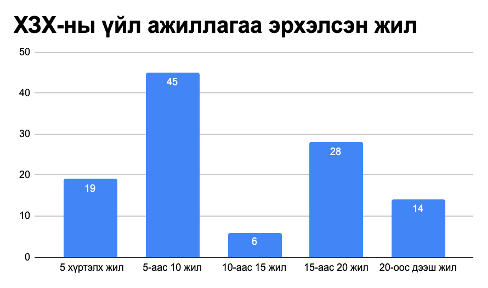 ХЗХ-ны үйл ажиллагаа эрхэлсэн жил
50
40
30
20
10
0
19
45
6
28
14
5 хүртэлх жил
5-аас 10 жил
10-аас 15 жил
15-аас 20 жил
20-оос дээш жил